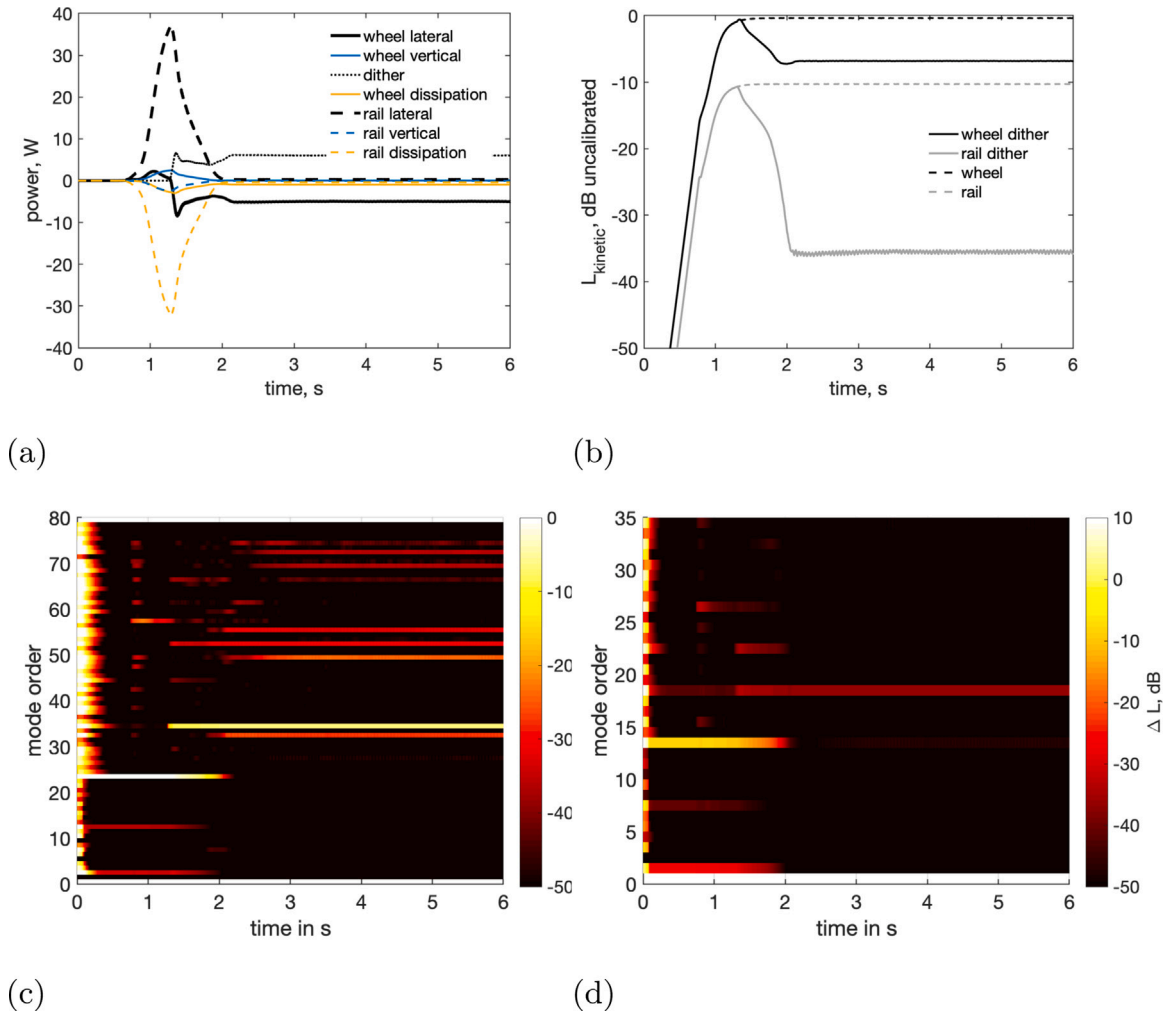 40
30
20
10
0
-10
-20
-30
-40
power, W
wheel lateral
wheel vertical
dither
wheel dissipation
rail lateral
rail vertical
rail dissipation
0 1 2 3 4 5 6
time, s
(a)
0
-10
-20
-30
-40
-50
Lkinetic, dB uncalibrated
wheel dither
rail dither
wheel
rail
0 1 2 3 4 5 6
time, s
(b)
80
70
60
50
40
30
20
10
0
mode order
0 1 2 3 4 5 6
time in s
0
-10
-20
-30
-40
-50
(c)
35
30
25
20
15
10
5
0
mode order
0 1 2 3 4 5 6
time in s
10
0
-10
-20
-30
-40
-50
Δ L, dB
(d)